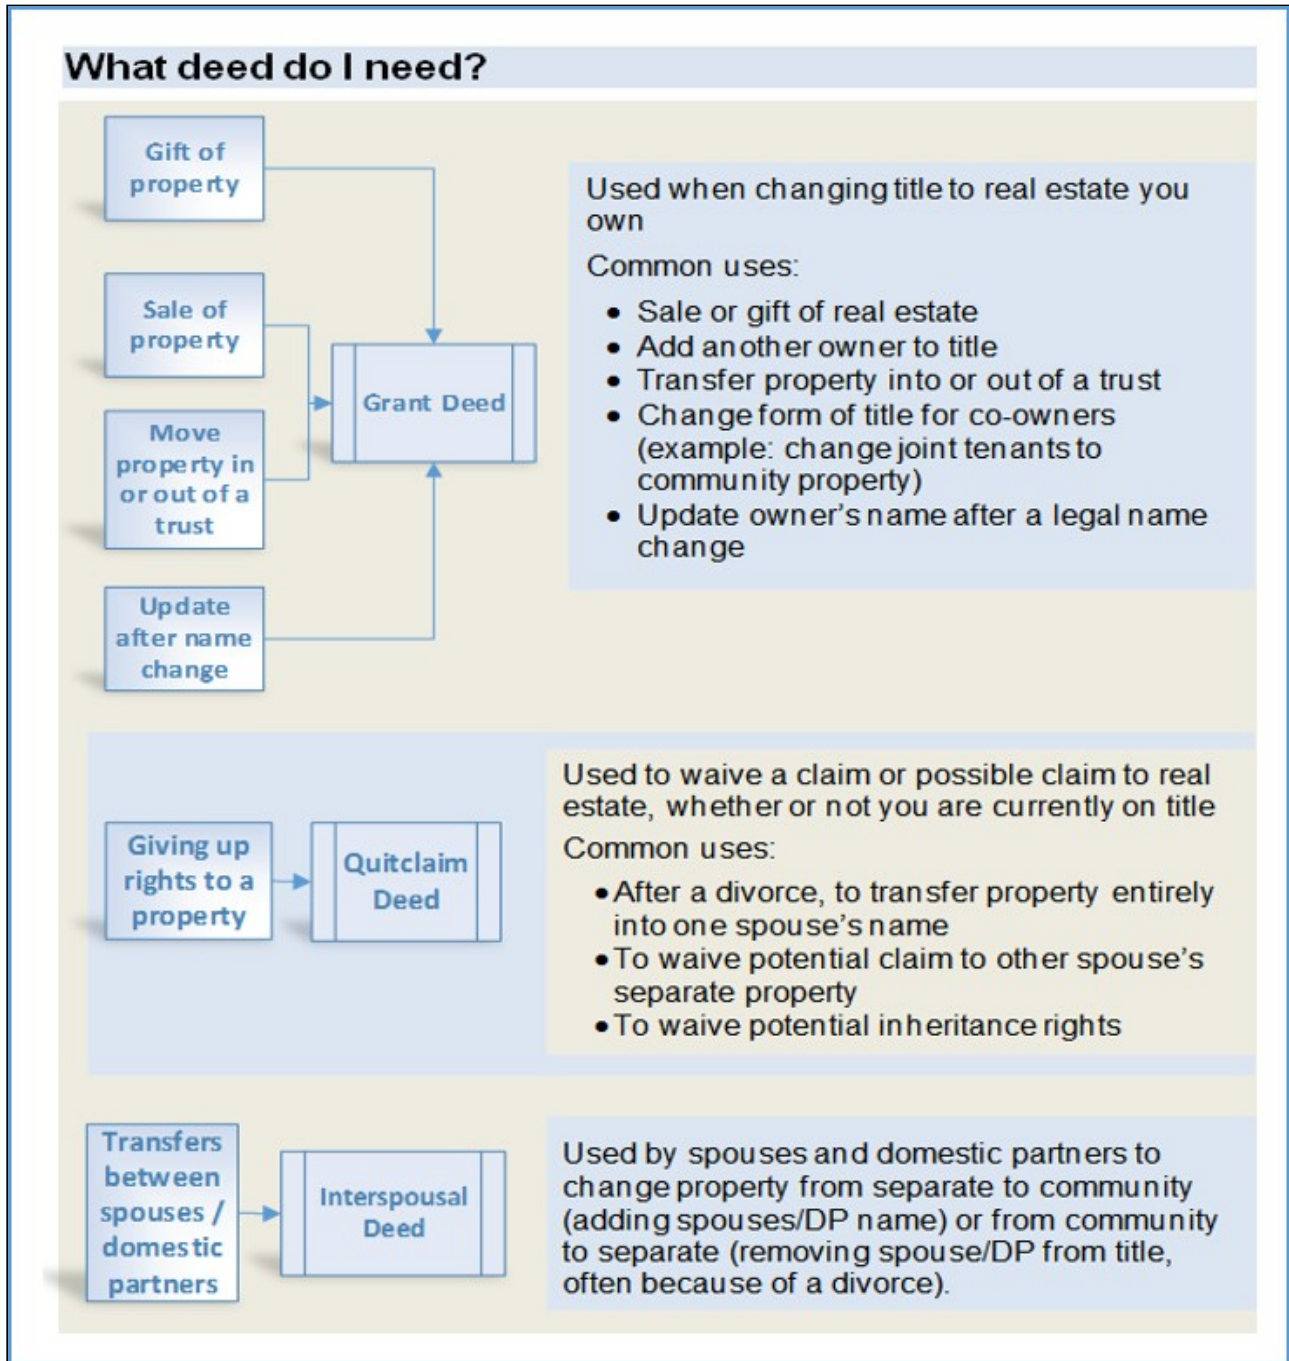 What deed do I need?
Gift of
property
Sale of
property
Move
property in
or out of a
trust
Update
after name
change
Grant Deed
Used when changing title to real estate you
own
Common uses:
• Sale or gift of real estate
• Add another owner to title
• Transfer property into or out of a trust
• Change form of title for co-owners
(example: change joint tenants to
community property)
• Update owner's name after a legal name
change
Giving up
rights to a
property
Quitclaim
Deed
Used to waive a claim or possible claim to real
estate, whether or not you are currently on title
Common uses:
• After a divorce, to transfer property entirely
into one spouse's name
• To waive potential claim to other spouse's
separate property
• To waive potential inheritance rights
Transfers
between
spouses /
domestic
partners
Interspousal
Deed
Used by spouses and domestic partners to
change property from separate to community
(adding spouses/DP name) or from community
to separate (removing spouse/DP from title,
often because of a divorce).